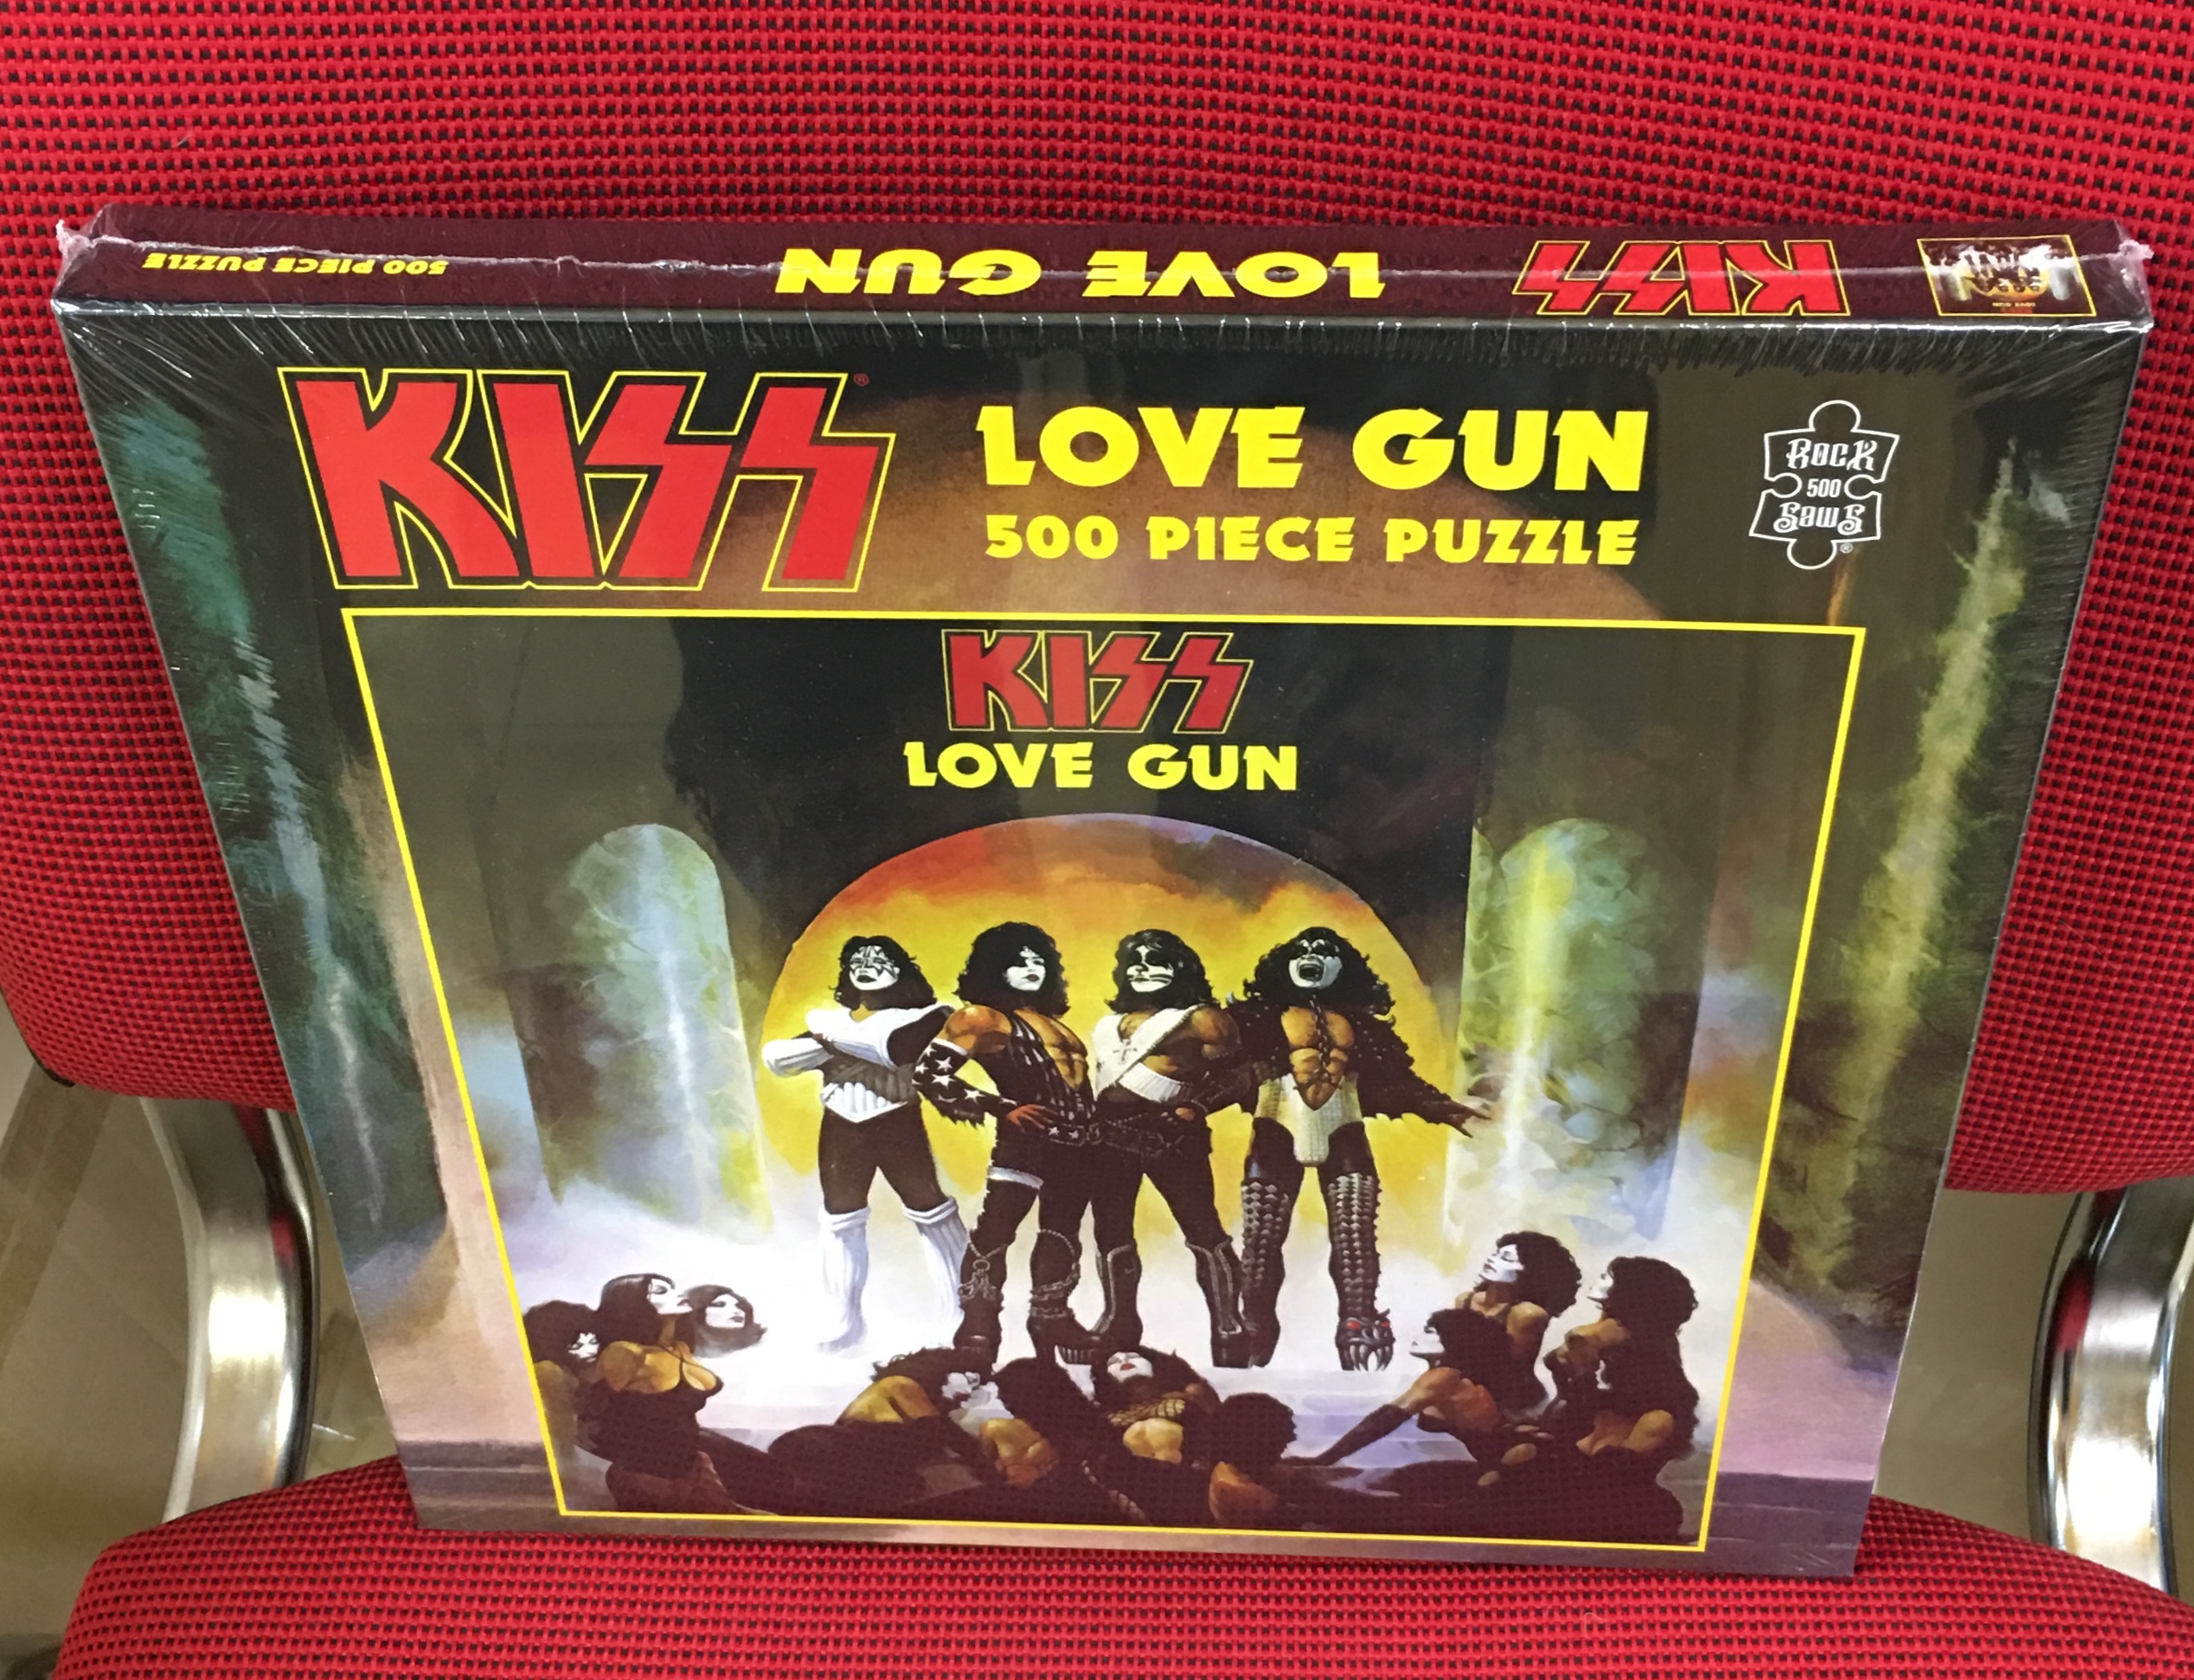 500 PIECE PUZZLE
LOVE GUN
KISS
KISS®
LOVE GUN
500 PIECE PUZZLE
ROCK
500
SAWS®
KISS
LOVE GUN